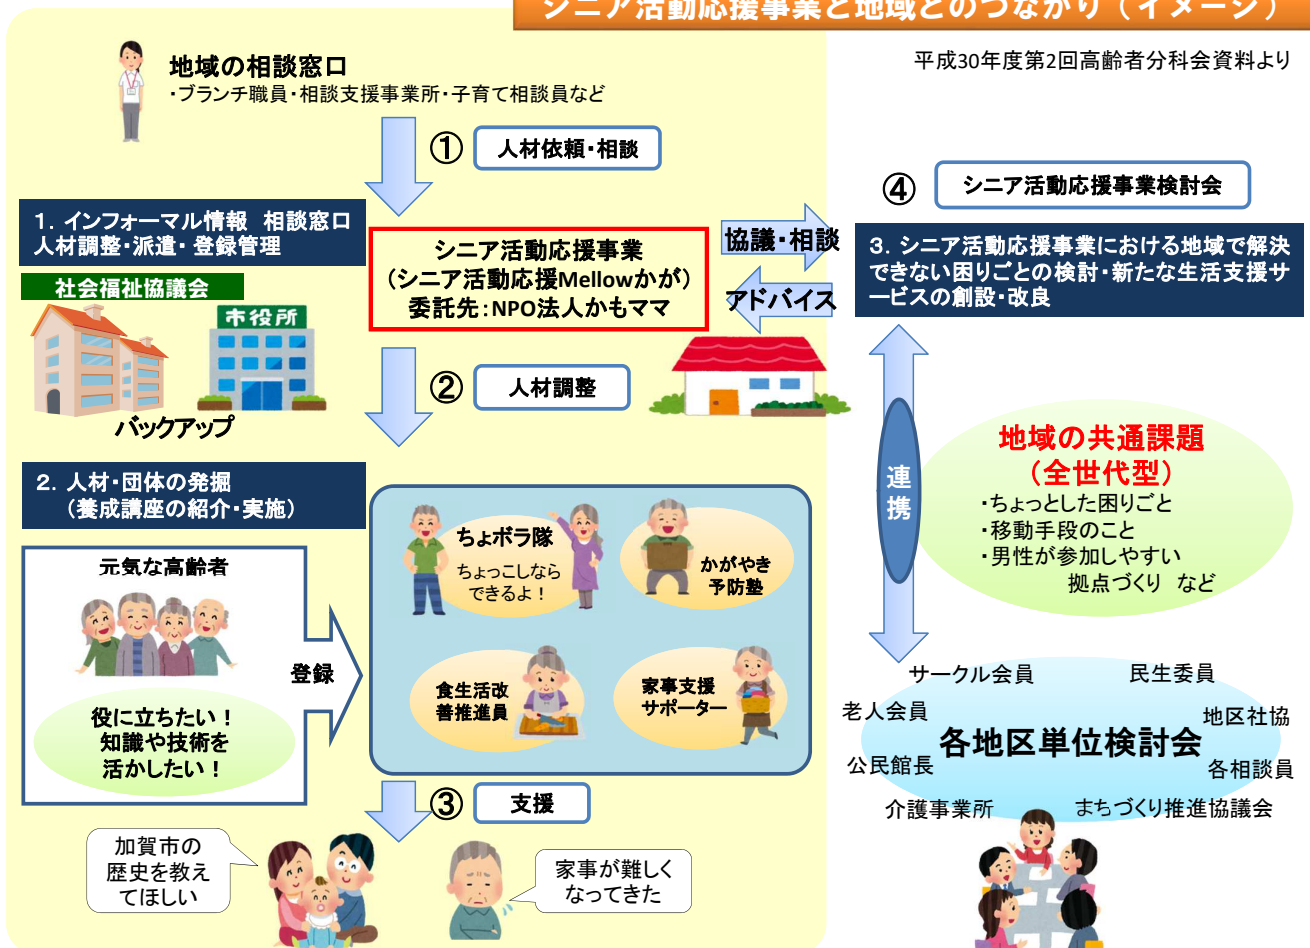 シニア活動応援事業と地域とのつながり（イメージ）
平成30年度第2回高齢者分科会資料より
地域の相談窓口
・ブランチ職員・相談支援事業所・子育て相談員など
① 人材依頼・相談
1．インフォーマル情報　相談窓口
人材調整・派遣・登録管理
社会福祉協議会
市役所
バックアップ
シニア活動応援事業
（シニア活動応援Mellowかが）
委託先：NPO法人かもママ
協議・相談
アドバイス
④ シニア活動応援事業検討会
3．シニア活動応援事業における地域で解決
できない困りごとの検討・新たな生活支援サ
ービスの創設・改良
② 人材調整
2．人材・団体の発掘
（養成講座の紹介・実施）
元気な高齢者
役に立ちたい！
知識や技術を
活かしたい！
登録
ちょボラ隊
ちょっこしなら
できるよ！
かがやき
予防塾
食生活改
善推進員
家事支援
サポーター
③ 支援
加賀市の
歴史を教え
てほしい
家事が難しく
なってきた
連携
地域の共通課題
（全世代型）
・ちょっとした困りごと
・移動手段のこと
・男性が参加しやすい
拠点づくり　など
サークル会員
民生委員
老人会員
地区社協
各地区単位検討会
公民館長
各相談員
介護事業所
まちづくり推進協議会